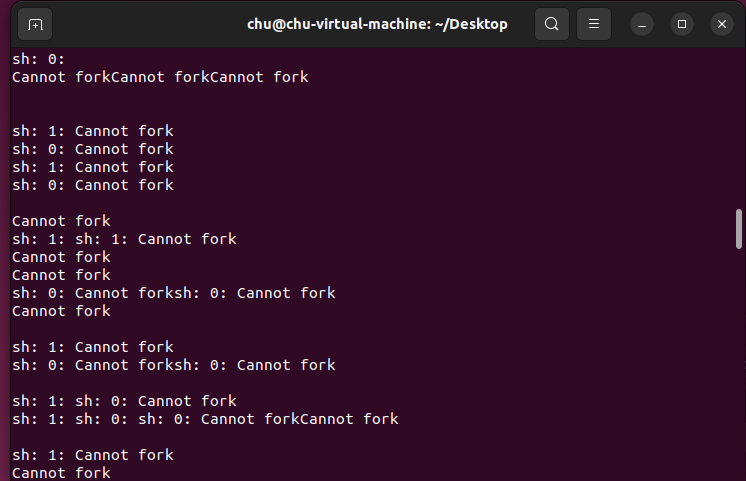 chu@chu-virtual-machine: ~/Desktop
sh: 0:
Cannot forkCannot forkCannot fork
sh: 1: Cannot fork
sh: 0: Cannot fork
sh: 1: Cannot fork
sh: 0: Cannot fork
Cannot fork
sh: 1: sh: 1: Cannot fork
Cannot fork
Cannot fork
sh: 0: Cannot forksh: 0: Cannot fork
Cannot fork
sh: 1: Cannot fork
sh: 0: Cannot forksh: 0: Cannot fork
sh: 1: sh: 0: Cannot fork
sh: 1: sh: 0: sh: 0: Cannot forkCannot fork
sh: 1: Cannot fork
Cannot fork